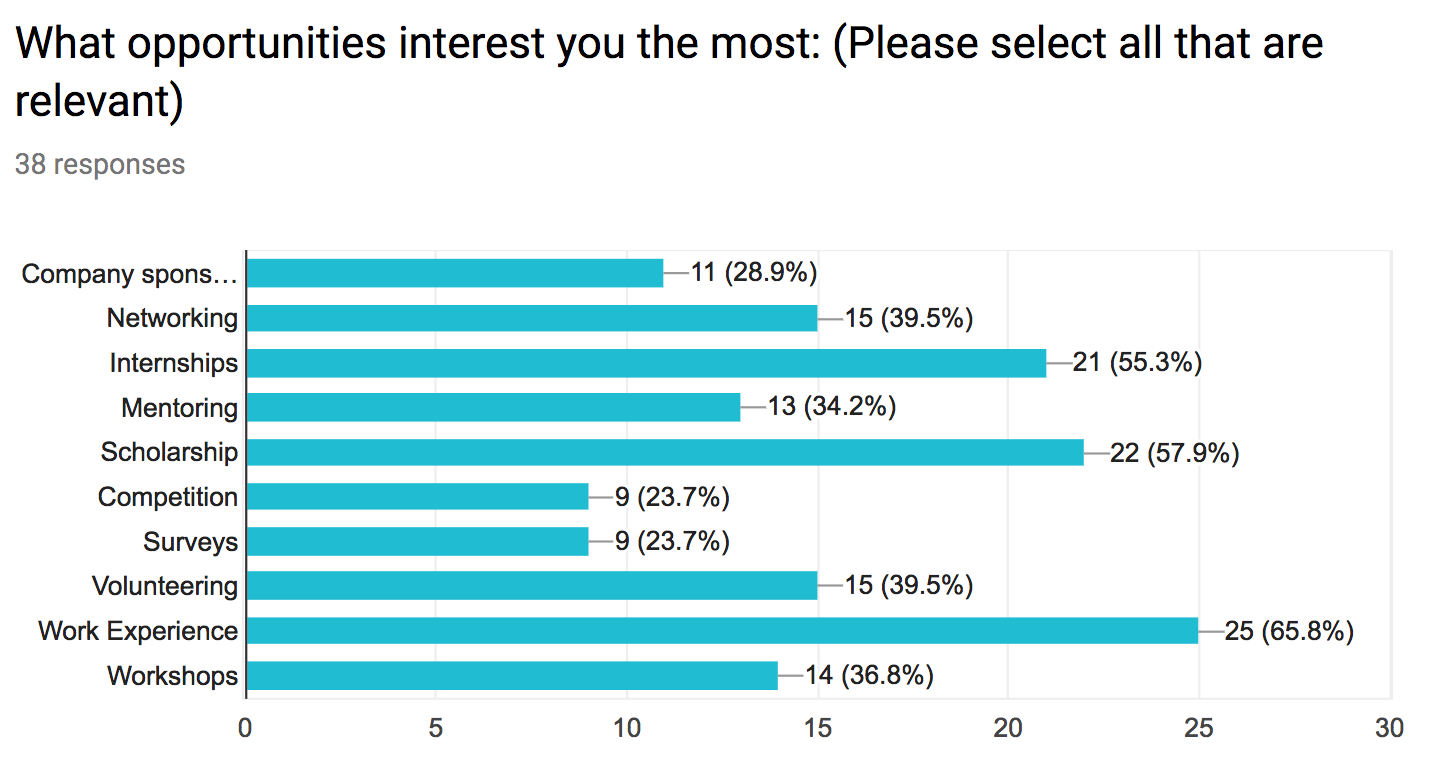 What opportunities interest you the most: (Please select all that are
relevant)
38 responses
Company spons... 11 (28.9%)
Networking 15 (39.5%)
Internships 21 (55.3%)
Mentoring 13 (34.2%)
Scholarship 22 (57.9%)
Competition 9 (23.7%)
Surveys 9 (23.7%)
Volunteering 15 (39.5%)
Work Experience 25 (65.8%)
Workshops 14 (36.8%)
0 5 10 15 20 25 30